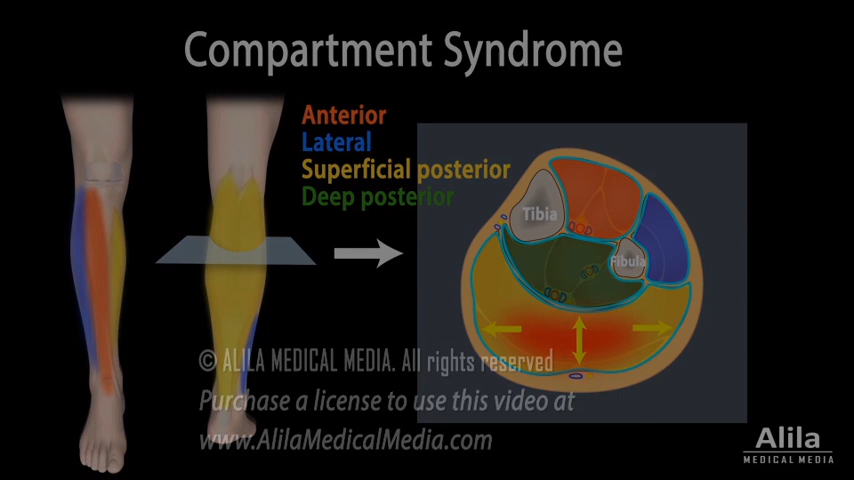 Compartment Syndrome
Anterior
Lateral
Superficial posterior
Deep posterior
Tibia
Fibula
© ALILA MEDICAL MEDIA. All rights reserved
Purchase a license to use this video at
www.AlilaMedicalMedia.com
Alila
MEDICAL MEDIA